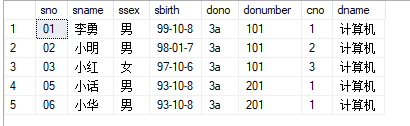 sno sname ssex sbirth dono donumber cno dname
1 01 李勇 男 99-10-8 3a 101 1 计算机
2 02 小明 男 98-01-7 3a 101 2 计算机
3 03 小红 女 97-10-6 3a 101 3 计算机
4 05 小话 男 93-10-8 3a 201 1 计算机
5 06 小华 男 93-10-8 3a 201 1 计算机